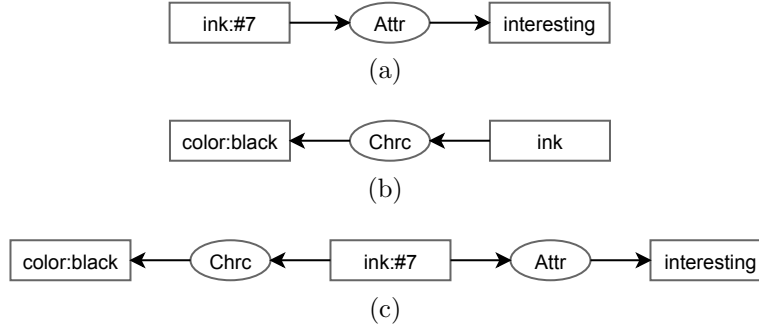 ink:#7 Attr interesting
(a)
color:black Chrc ink
(b)
color:black Chrc ink:#7 Attr interesting
(c)